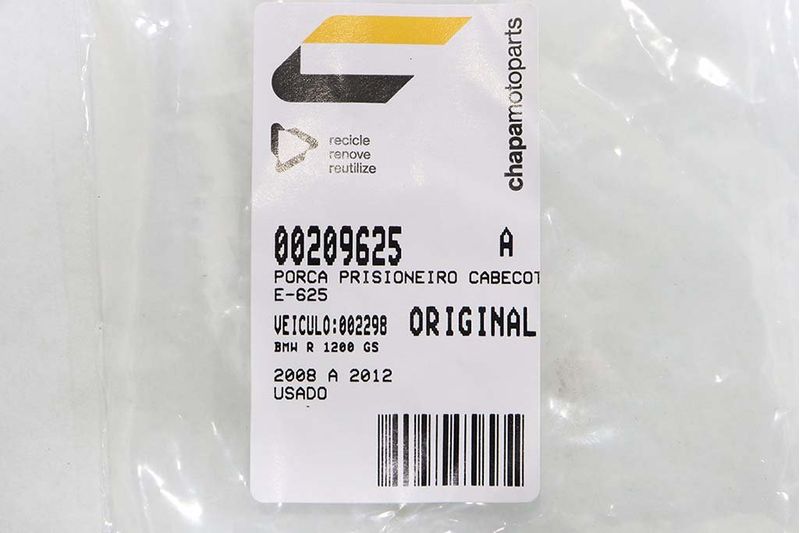 chapamotoparts
recicle
renove
reutilize
00209625 A
PORCA PRISIONEIRO CABECOT
E-625
VEICULO:002298 ORIGINAL
BMW R 1200 GS
2008 A 2012
USADO